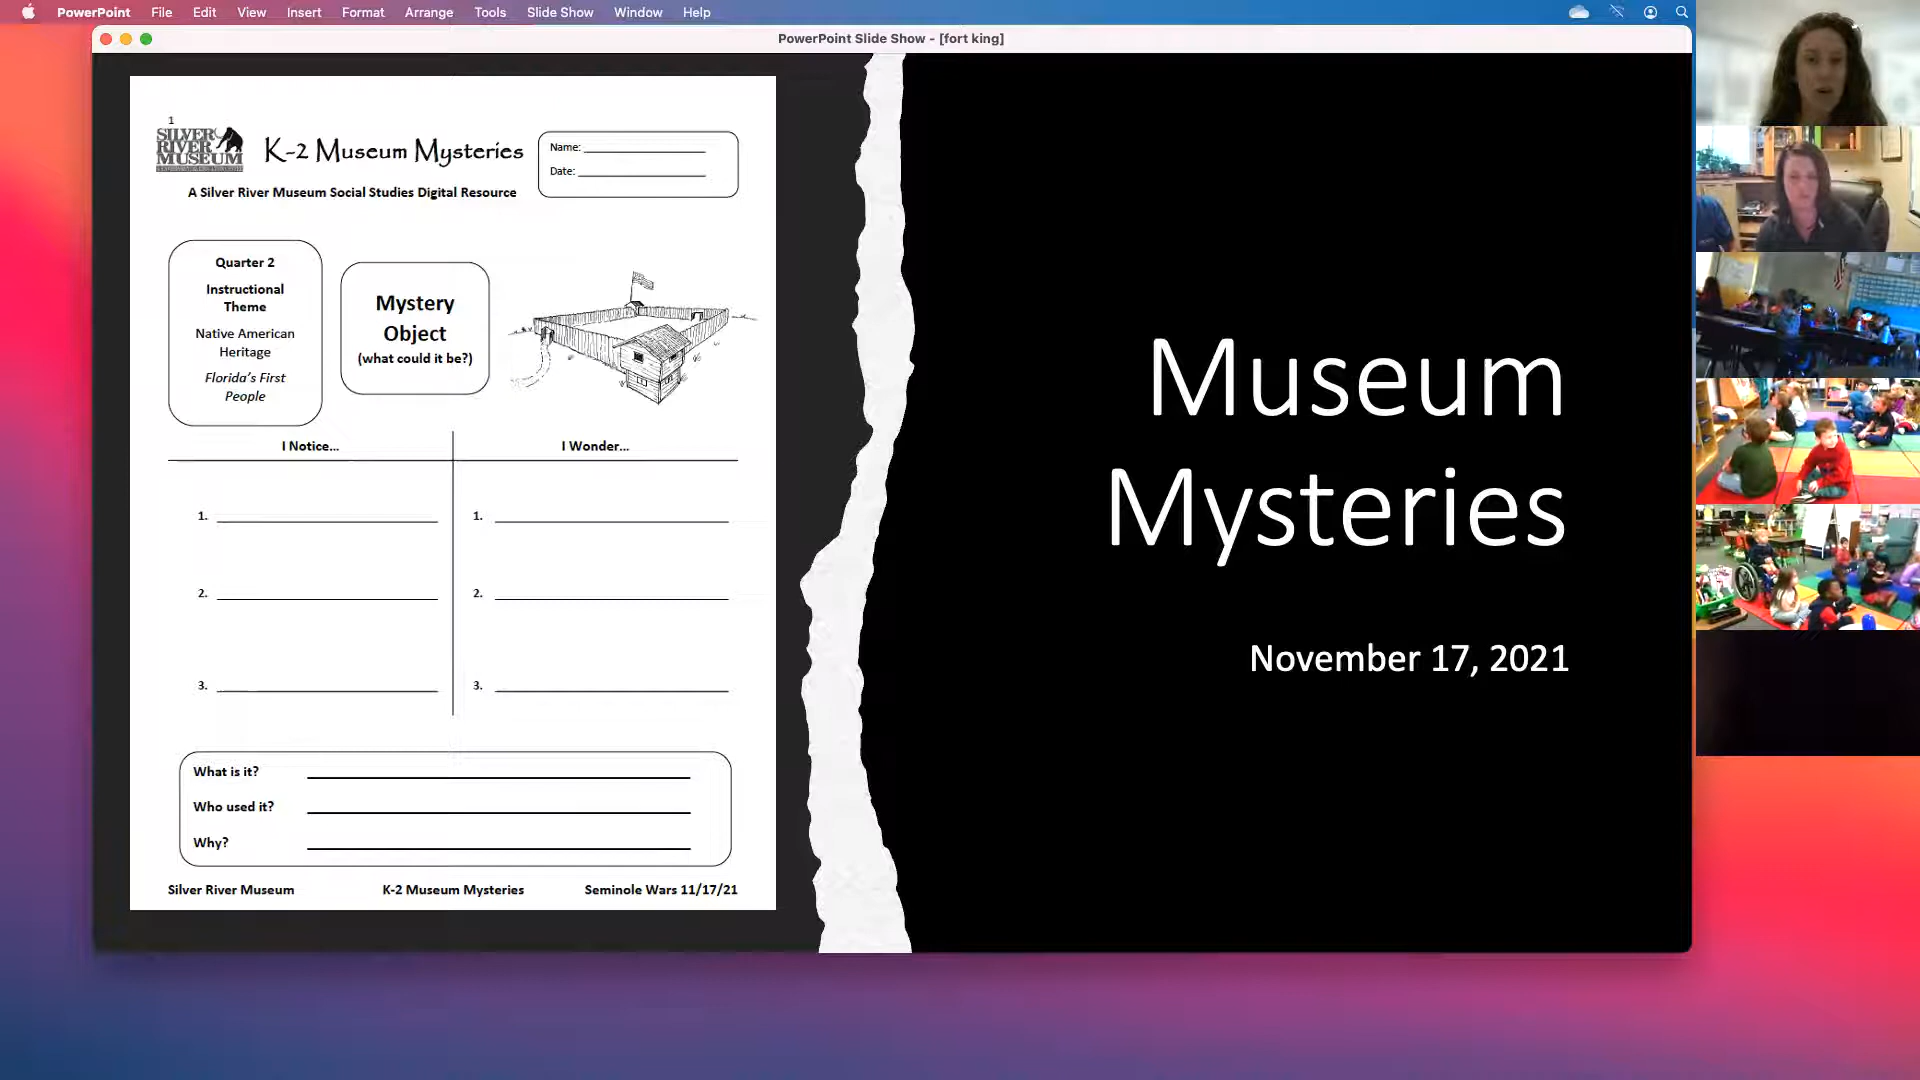 PowerPoint File Edit View Insert Format Arrange Tools Slide Show Window Help
PowerPoint Slide Show - [fort king]
1
SILVER
RIVER
MUSEUM
K-2 Museum Mysteries
Name:
Date:
A Silver River Museum Social Studies Digital Resource
Quarter 2
Instructional
Theme
Native American
Heritage
Florida's First
People
Mystery
Object
(what could it be?)
I Notice...
I Wonder...
1.
1.
2.
2.
3.
3.
What is it?
Who used it?
Why?
Silver River Museum K-2 Museum Mysteries Seminole Wars 11/17/21
Museum
Mysteries
November 17, 2021